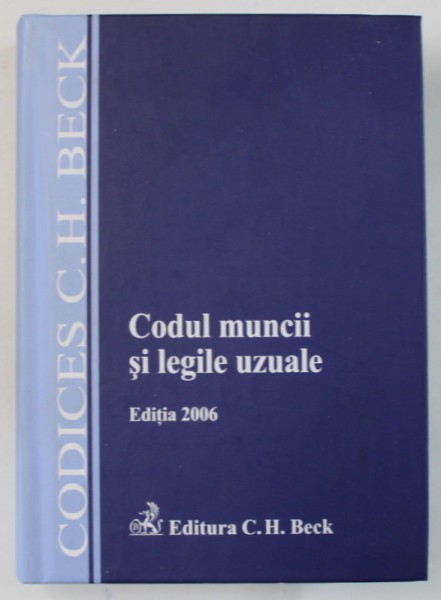 CODICES C. H. BECK
Codul muncii
şi legile uzuale
Ediţia 2006
Editura C. H. Beck